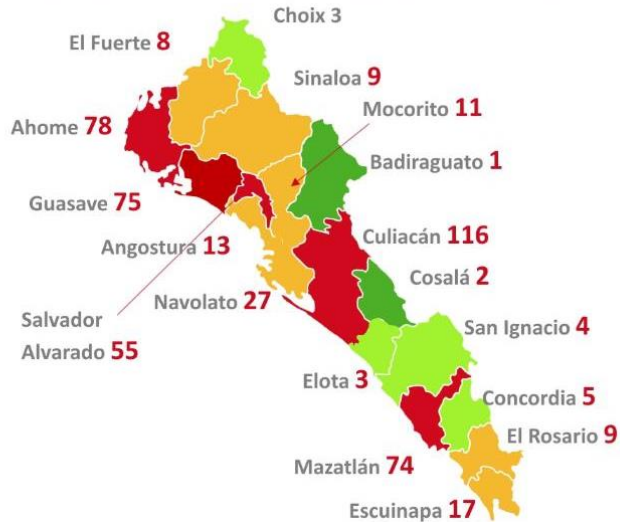 Choix 3
El Fuerte 8
Sinaloa 9
Mocorito 11
Ahome 78
Badiraguato 1
Guasave 75
Culiacán 116
Angostura 13
Cosalá 2
Navolato 27
San Ignacio 4
Salvador
Alvarado 55
Elota 3
Concordia 5
El Rosario 9
Mazatlán 74
Escuinapa 17